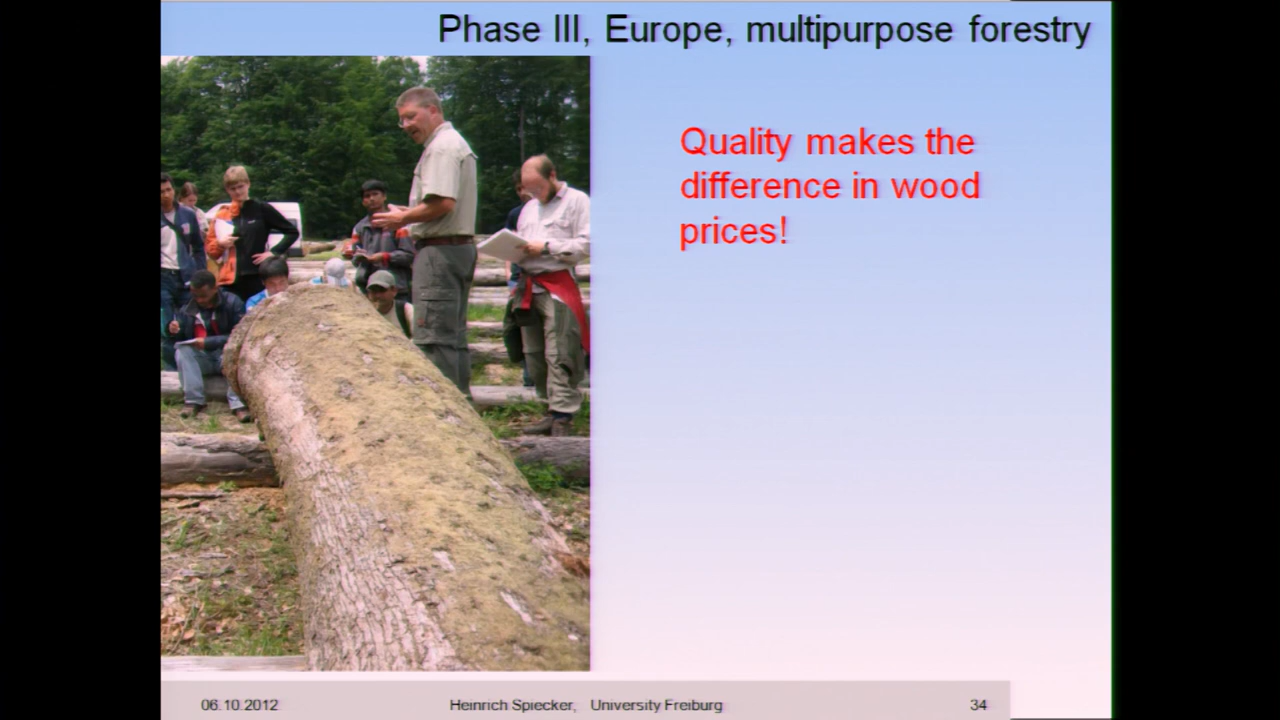 Phase III, Europe, multipurpose forestry
Quality makes the
difference in wood
prices!
06.10.2012 Heinrich Spiecker, University Freiburg 34